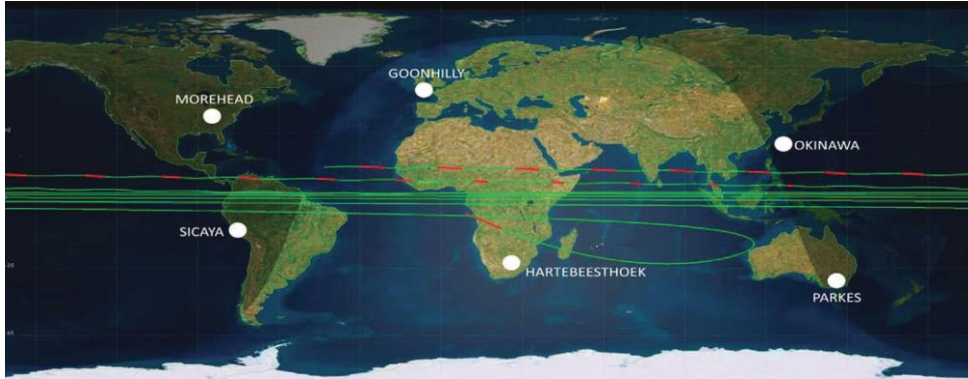 GOONHILLY
MOREHEAD
OKINAWA
SICAYA
HARTEBEESTHOEK
PARKES